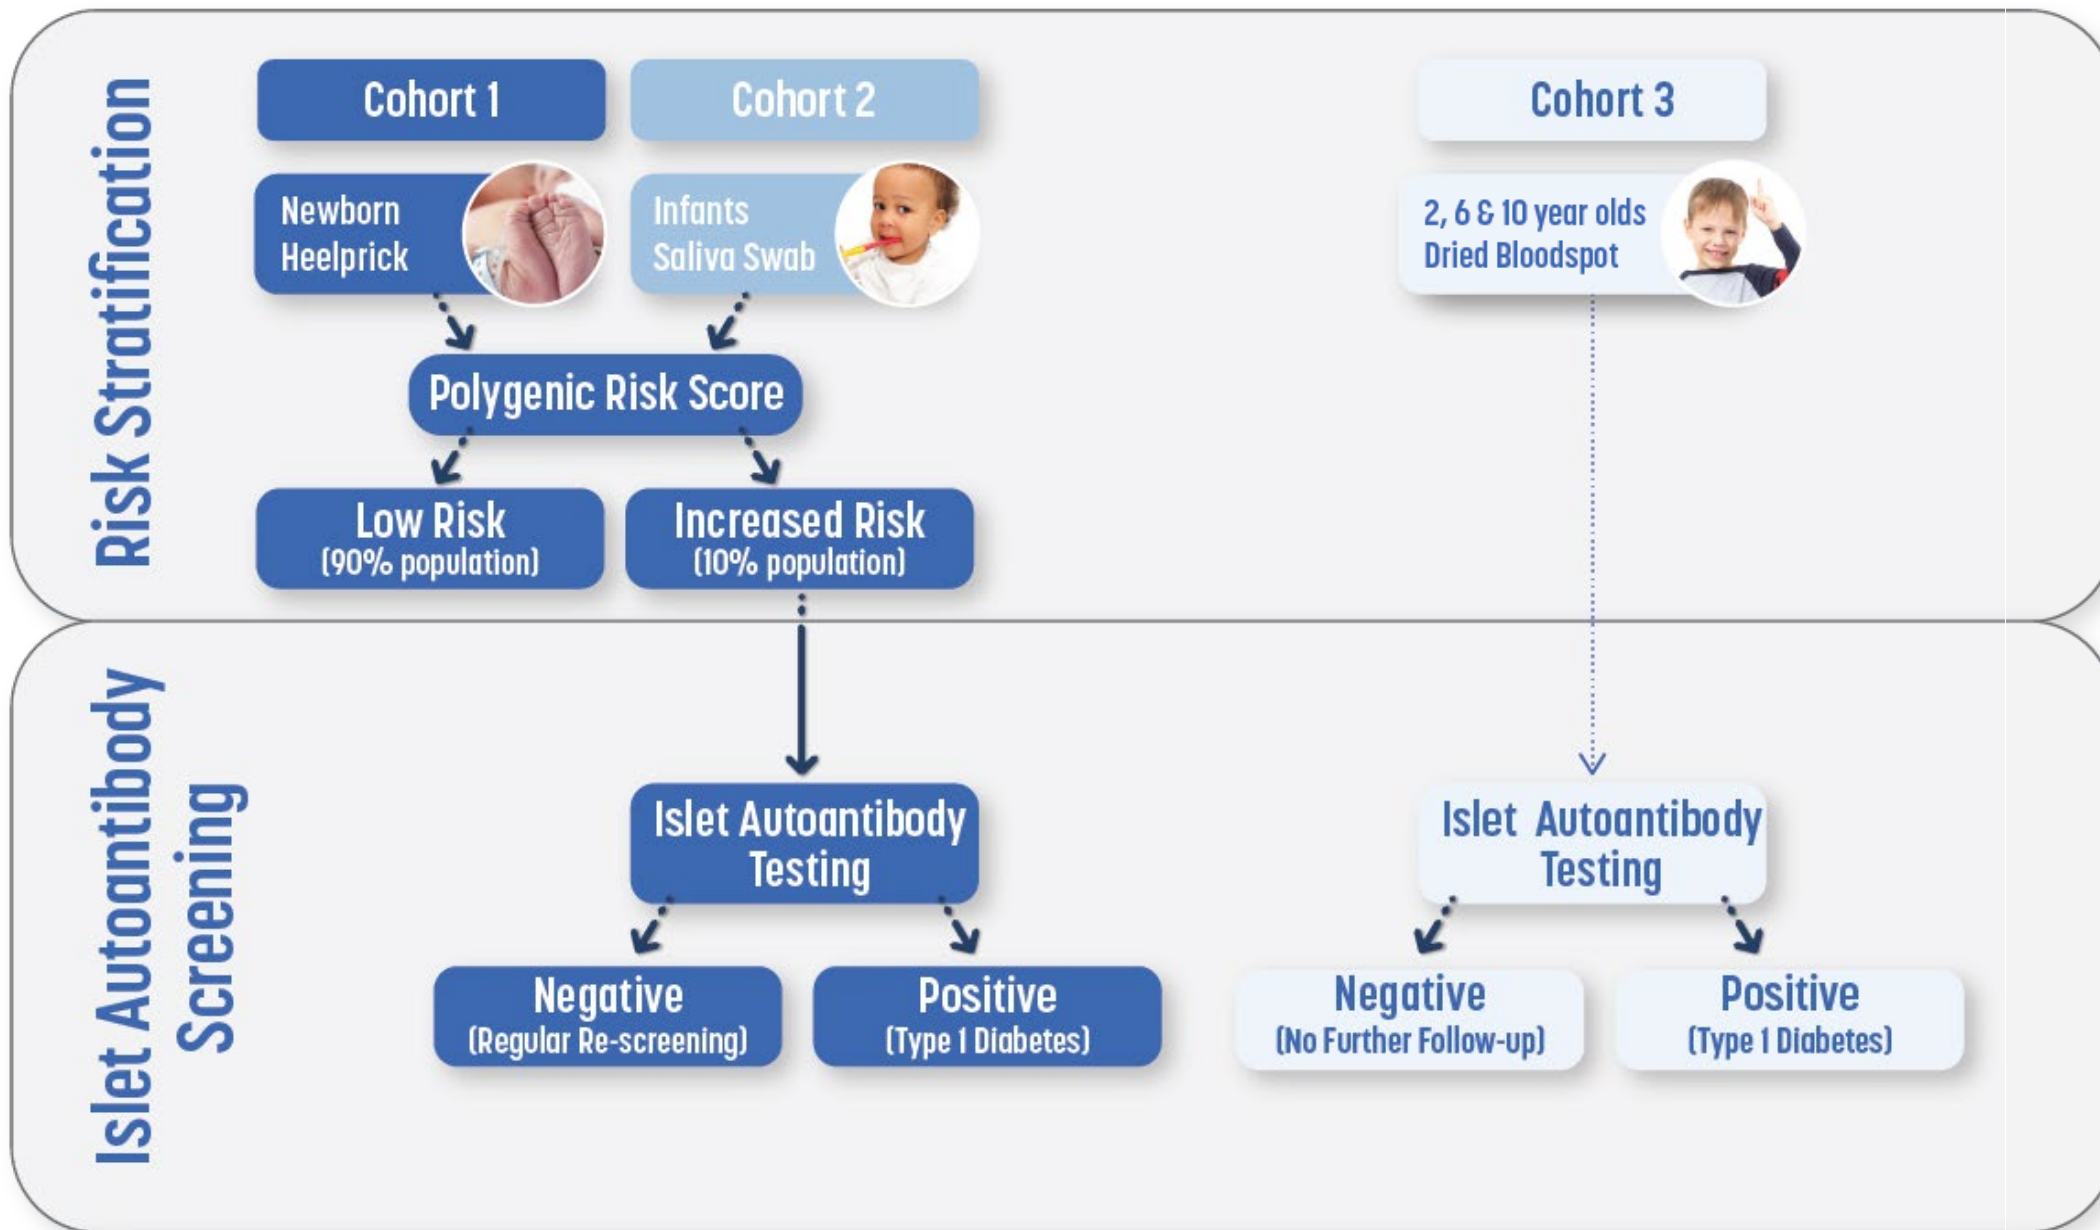 Risk Stratification
Cohort 1
Cohort 2
Cohort 3
Newborn
Heelprick
Infants
Saliva Swab
2, 6 & 10 year olds
Dried Bloodspot
Polygenic Risk Score
Low Risk
(90% population)
Increased Risk
(10% population)
Islet Autoantibody
Screening
Islet Autoantibody
Testing
Islet Autoantibody
Testing
Negative
(Regular Re-screening)
Positive
(Type 1 Diabetes)
Negative
(No Further Follow-up)
Positive
(Type 1 Diabetes)